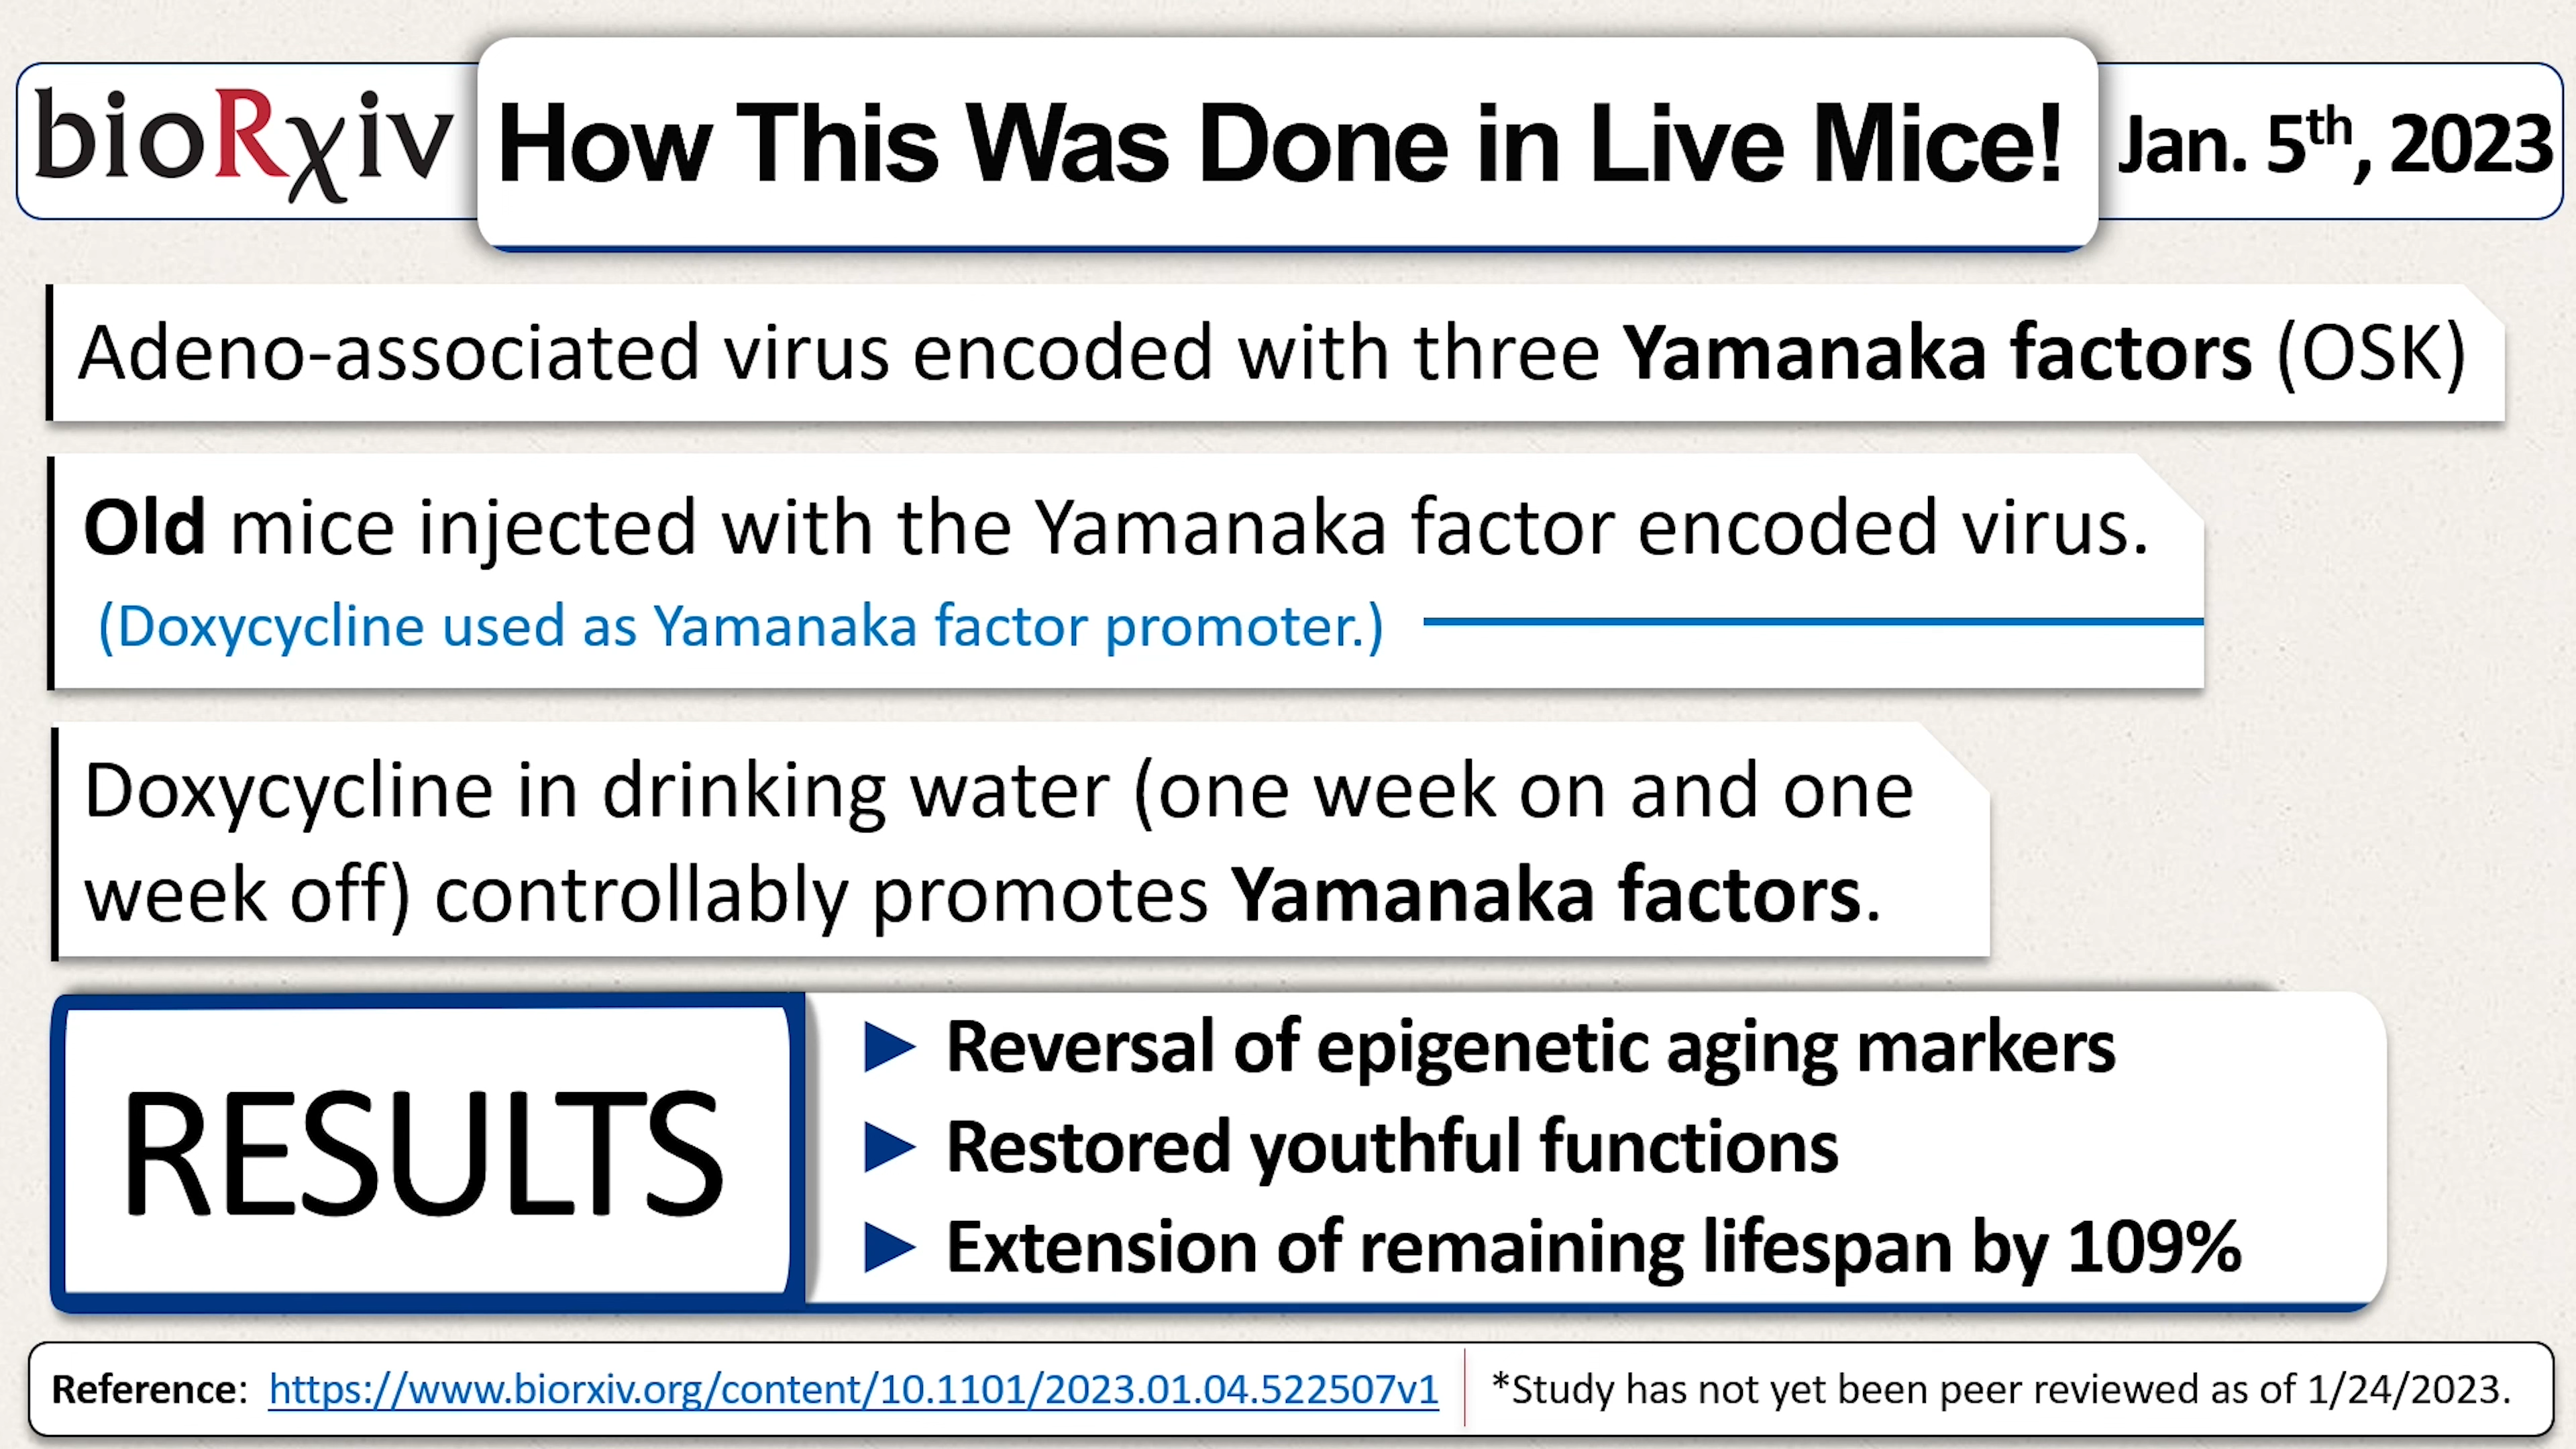 bioRxiv How This Was Done in Live Mice! Jan. 5th, 2023
Adeno-associated virus encoded with three Yamanaka factors (OSK)
Old mice injected with the Yamanaka factor encoded virus.
(Doxycycline used as Yamanaka factor promoter.)
Doxycycline in drinking water (one week on and one
week off) controllably promotes Yamanaka factors.
RESULTS
► Reversal of epigenetic aging markers
► Restored youthful functions
► Extension of remaining lifespan by 109%
Reference: https://www.biorxiv.org/content/10.1101/2023.01.04.522507v1 *Study has not yet been peer reviewed as of 1/24/2023.